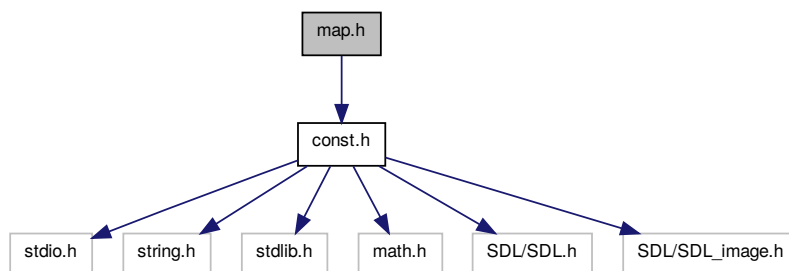 map.h
const.h
stdio.h
string.h
stdlib.h
math.h
SDL/SDL.h
SDL/SDL_image.h